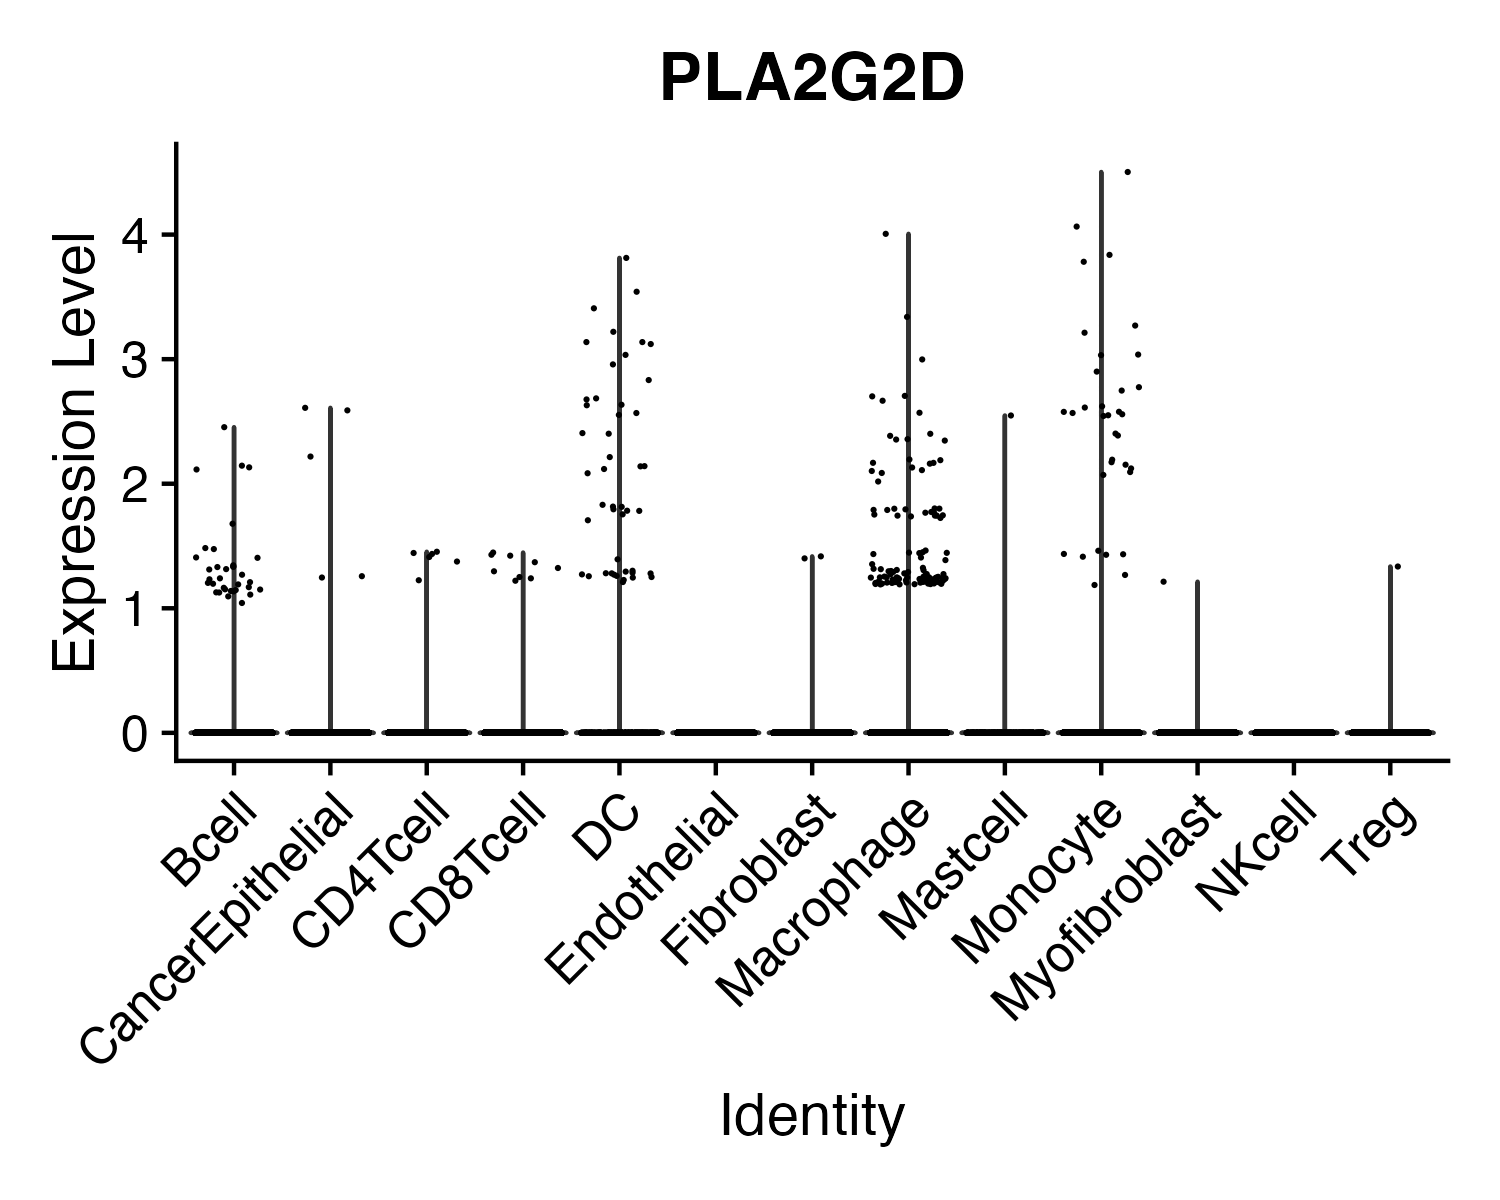 PLA2G2D
Expression Level
4
3
2
1
0
Bcell
CancerEpithelial
CD4Tcell
CD8Tcell
DC
Endothelial
Fibroblast
Macrophage
Mastcell
Monocyte
Myofibroblast
NKcell
Treg
Identity